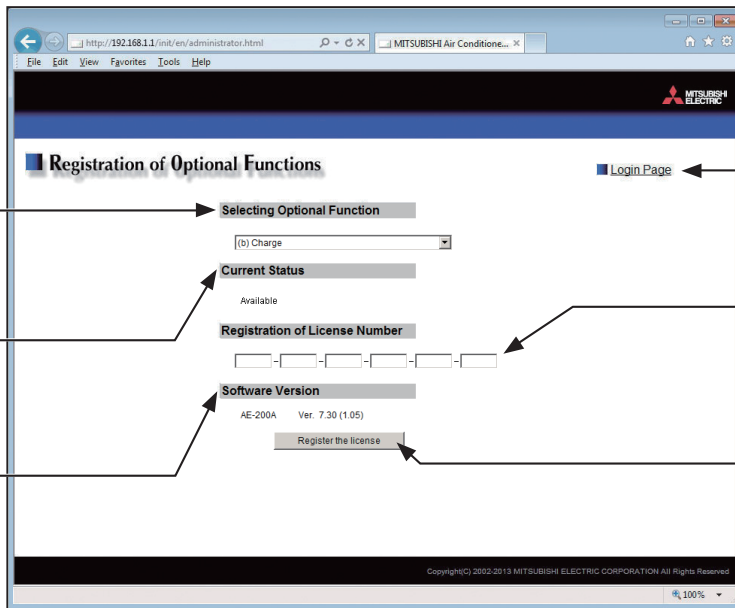 http://192.168.1.1/init/en/administrator.html
MITSUBISHI Air Conditione...
File Edit View Favorites Tools Help
MITSUBISHI
ELECTRIC
Registration of Optional Functions
Login Page
Selecting Optional Function
(b) Charge
Current Status
Available
Registration of License Number
- - - - -
Software Version
AE-200A Ver. 7.30 (1.05)
Register the license
Copyright(C) 2002-2013 MITSUBISHI ELECTRIC CORPORATION All Rights Reserved
100%